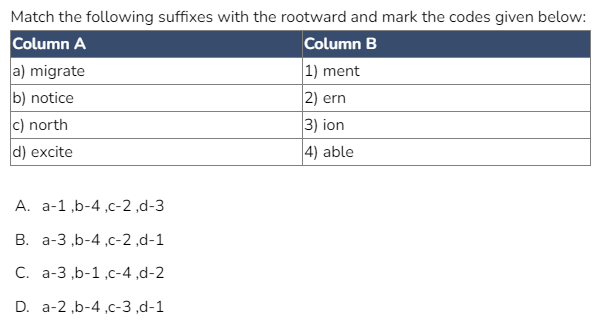 Match the following suffixes with the rootward and mark the codes given below:
Column A Column B
a) migrate 1) ment
b) notice 2) ern
c) north 3) ion
d) excite 4) able
A. a-1 ,b-4 ,c-2 ,d-3
B. a-3 ,b-4 ,c-2 ,d-1
C. a-3 ,b-1 ,c-4 ,d-2
D. a-2 ,b-4 ,c-3 ,d-1